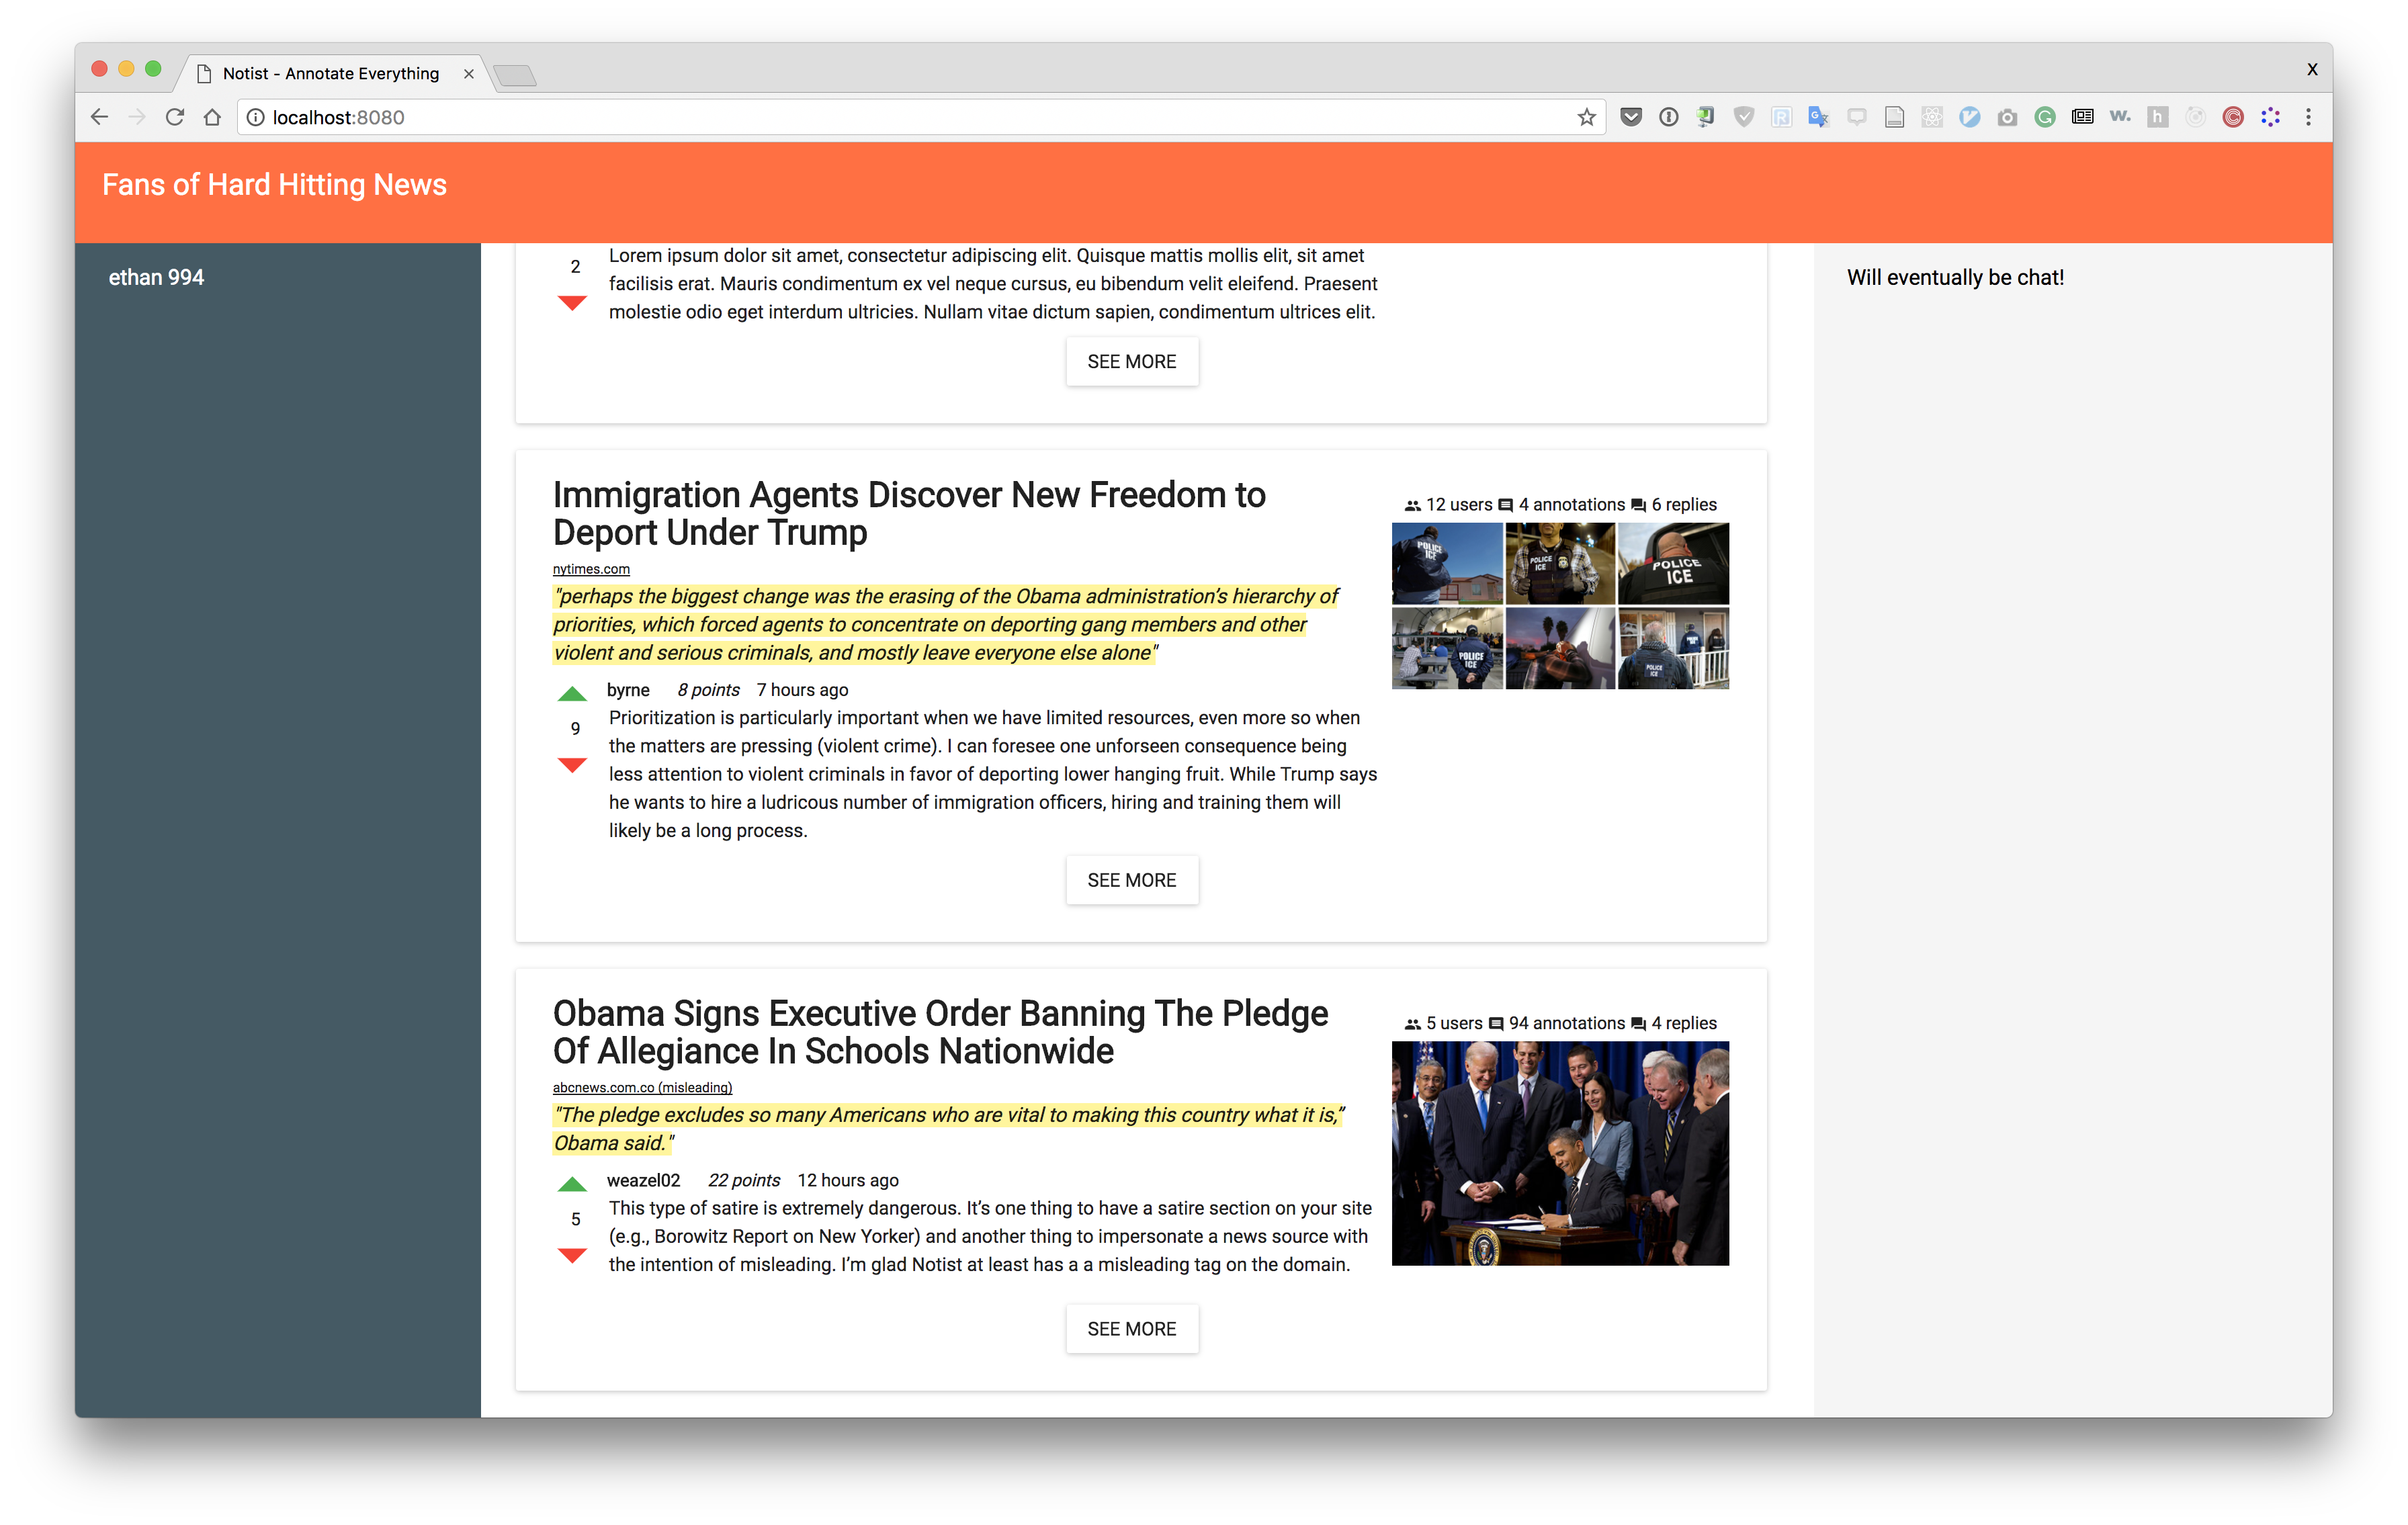 Notist - Annotate Everything
X
localhost:8080
Fans of Hard Hitting News
ethan 994
2
Lorem ipsum dolor sit amet, consectetur adipiscing elit. Quisque mattis mollis elit, sit amet
facilisis erat. Mauris condimentum ex vel neque cursus, eu bibendum velit eleifend. Praesent
molestie odio eget interdum ultricies. Nullam vitae dictum sapien, condimentum ultrices elit.
SEE MORE
Will eventually be chat!
Immigration Agents Discover New Freedom to
Deport Under Trump
nytimes.com
"perhaps the biggest change was the erasing of the Obama administration’s hierarchy of
priorities, which forced agents to concentrate on deporting gang members and other
violent and serious criminals, and mostly leave everyone else alone"
12 users 4 annotations 6 replies
POLICE
ICE
POLICE
ICE
POLICE
ICE
POLICE
ICE
POLICE
ICE
byrne 8 points 7 hours ago
9
Prioritization is particularly important when we have limited resources, even more so when
the matters are pressing (violent crime). I can foresee one unforseen consequence being
less attention to violent criminals in favor of deporting lower hanging fruit. While Trump says
he wants to hire a ludricous number of immigration officers, hiring and training them will
likely be a long process.
SEE MORE
Obama Signs Executive Order Banning The Pledge
Of Allegiance In Schools Nationwide
abcnews.com.co (misleading)
"The pledge excludes so many Americans who are vital to making this country what it is,”
Obama said."
5 users 94 annotations 4 replies
weazel02 22 points 12 hours ago
5
This type of satire is extremely dangerous. It’s one thing to have a satire section on your site
(e.g., Borowitz Report on New Yorker) and another thing to impersonate a news source with
the intention of misleading. I’m glad Notist at least has a a misleading tag on the domain.
SEE MORE